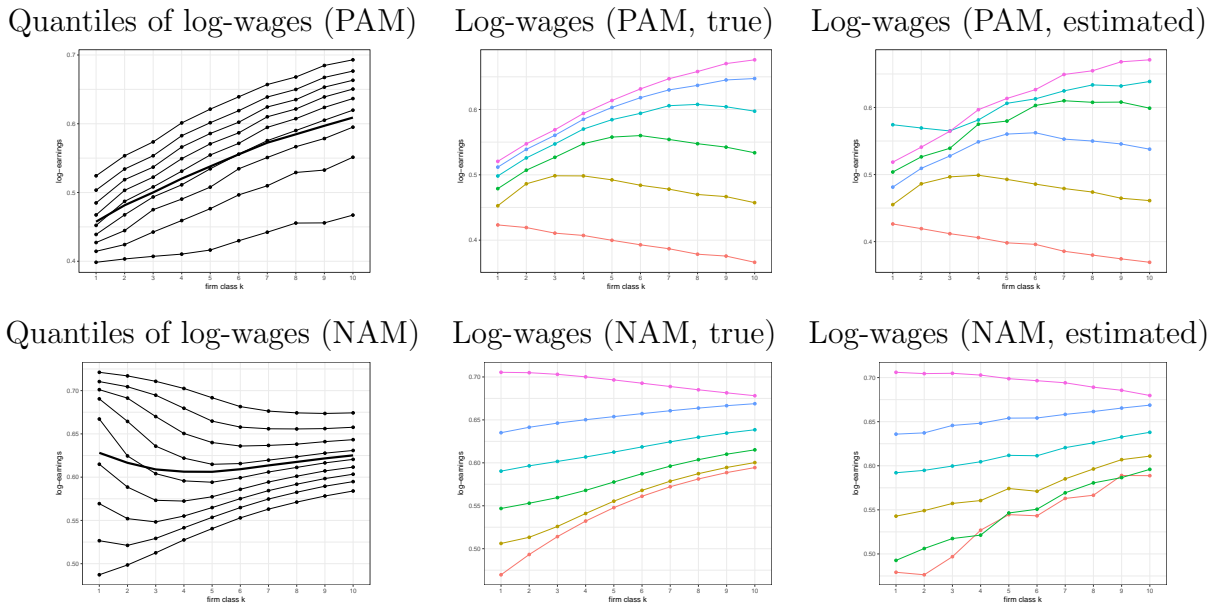 Quantiles of log-wages (PAM)
Log-wages (PAM, true)
Log-wages (PAM, estimated)
0.7
0.6
0.5
0.4
log-earnings
1 2 3 4 5 6 7 8 9 10
firm class k
0.6
0.5
0.4
log-earnings
1 2 3 4 5 6 7 8 9 10
firm class k
0.6
0.5
0.4
log-earnings
1 2 3 4 5 6 7 8 9 10
firm class k
Quantiles of log-wages (NAM)
Log-wages (NAM, true)
Log-wages (NAM, estimated)
0.70
0.65
0.60
0.55
0.50
log-earnings
1 2 3 4 5 6 7 8 9 10
firm class k
0.70
0.65
0.60
0.55
0.50
log-earnings
1 2 3 4 5 6 7 8 9 10
firm class k
0.70
0.65
0.60
0.55
0.50
log-earnings
1 2 3 4 5 6 7 8 9 10
firm class k